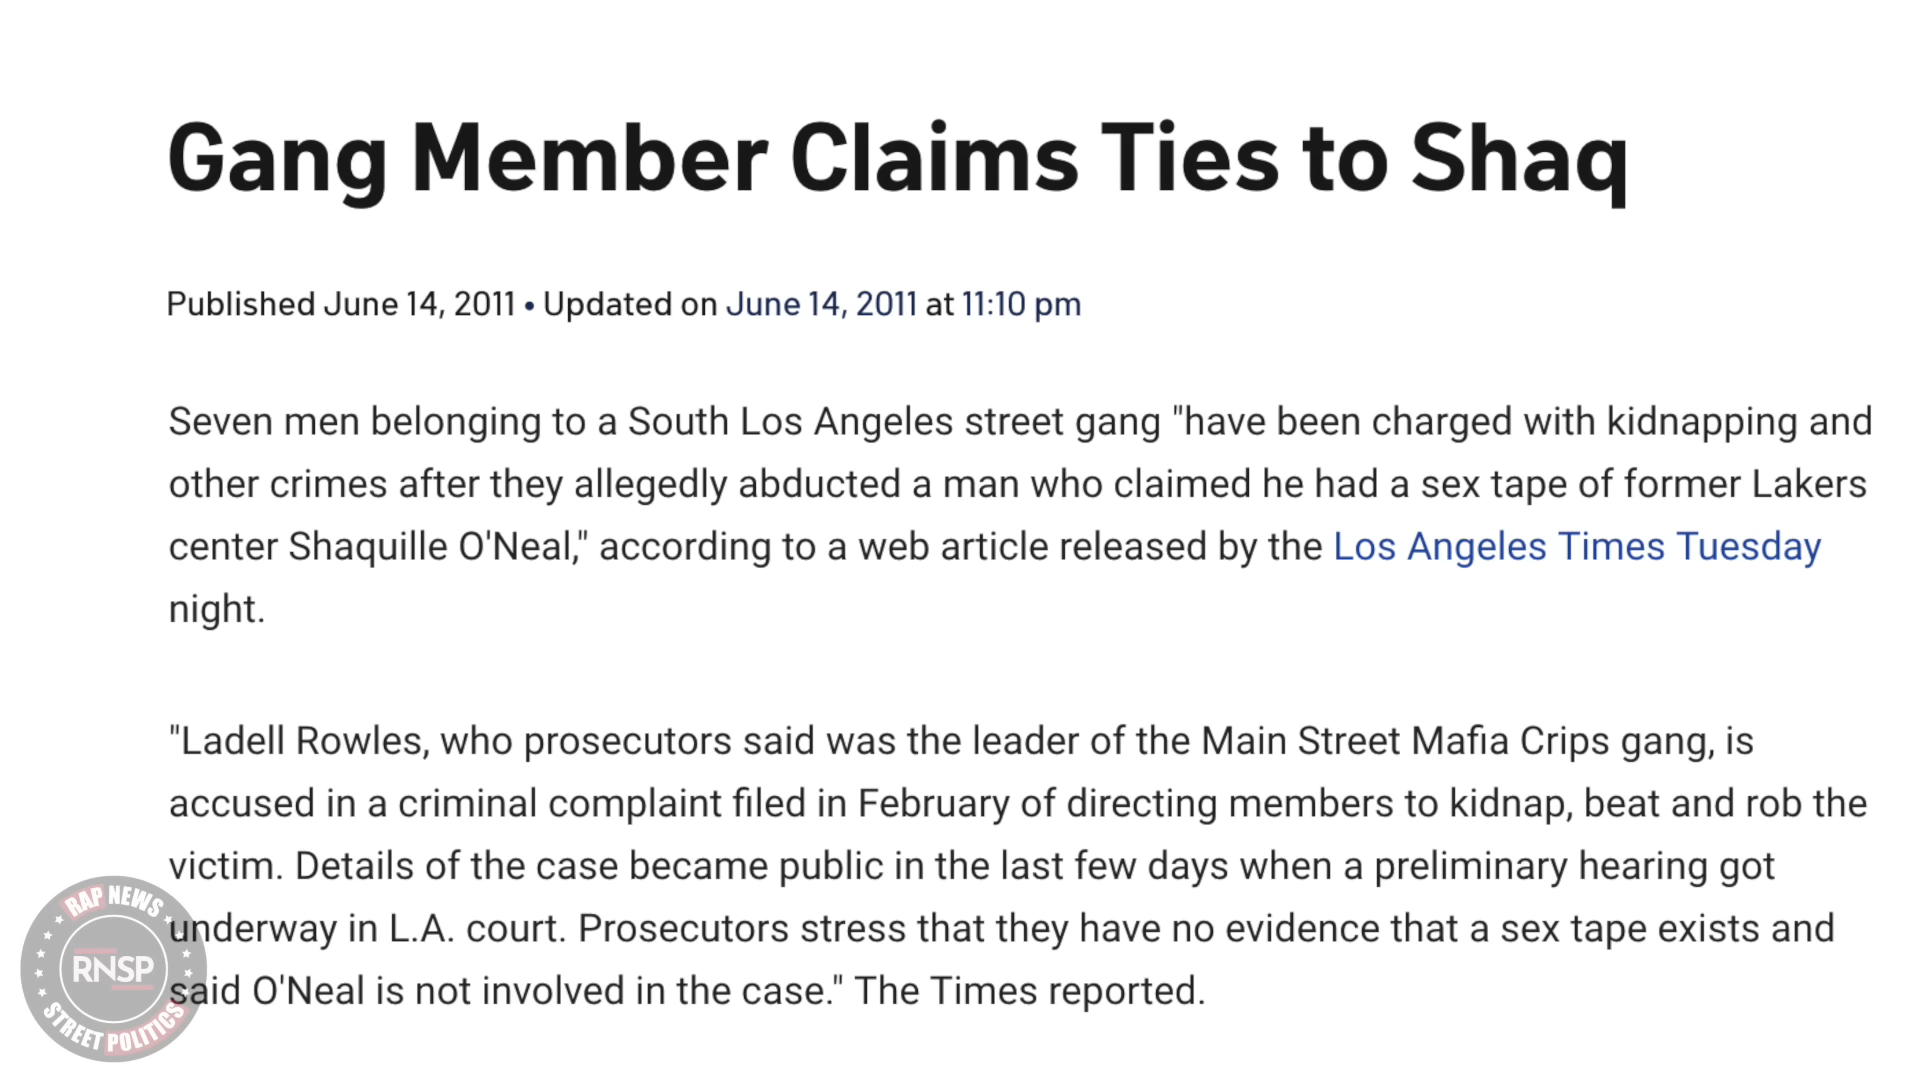 Gang Member Claims Ties to Shaq
Published June 14, 2011 • Updated on June 14, 2011 at 11:10 pm
Seven men belonging to a South Los Angeles street gang "have been charged with kidnapping and
other crimes after they allegedly abducted a man who claimed he had a sex tape of former Lakers
center Shaquille O'Neal," according to a web article released by the Los Angeles Times Tuesday
night.
"Ladell Rowles, who prosecutors said was the leader of the Main Street Mafia Crips gang, is
accused in a criminal complaint filed in February of directing members to kidnap, beat and rob the
victim. Details of the case became public in the last few days when a preliminary hearing got
underway in L.A. court. Prosecutors stress that they have no evidence that a sex tape exists and
said O'Neal is not involved in the case." The Times reported.
RAP NEWS
RNSP
STREET POLITICS